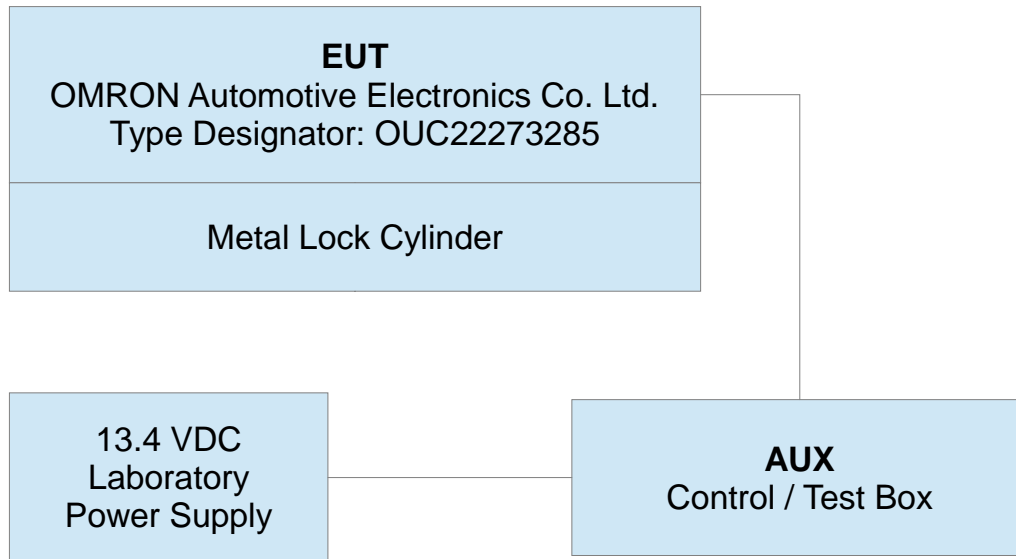 EUT
OMRON Automotive Electronics Co. Ltd.
Type Designator: OUC22273285
Metal Lock Cylinder
13.4 VDC
Laboratory
Power Supply
AUX
Control / Test Box